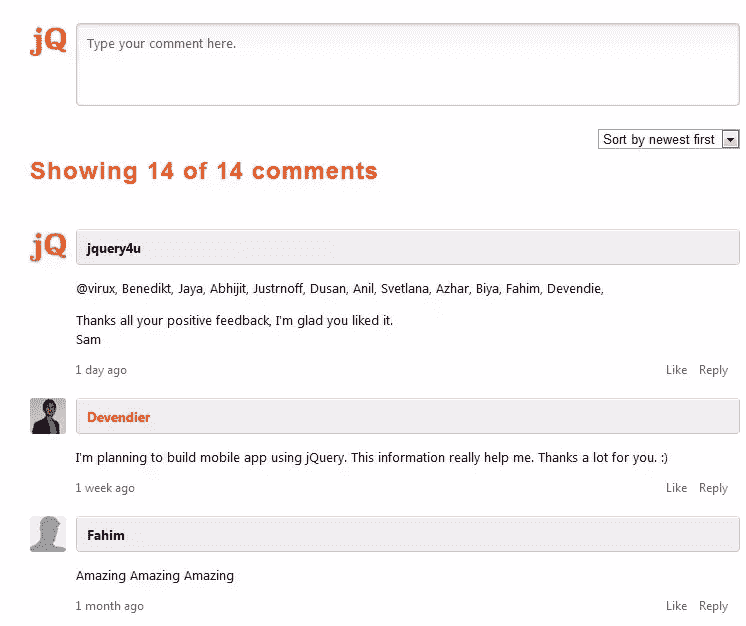 jQ
Type your comment here.
Sort by newest first
Showing 14 of 14 comments
jQ
jquery4u
@virux, Benedikt, Jaya, Abhijit, Justrnoff, Dusan, Anil, Svetlana, Azhar, Biya, Fahim, Devendie,
Thanks all your positive feedback, I'm glad you liked it.
Sam
1 day ago
Like Reply
Devendier
I'm planning to build mobile app using jQuery. This information really help me. Thanks a lot for you. :)
1 week ago
Like Reply
Fahim
Amazing Amazing Amazing
1 month ago
Like Reply